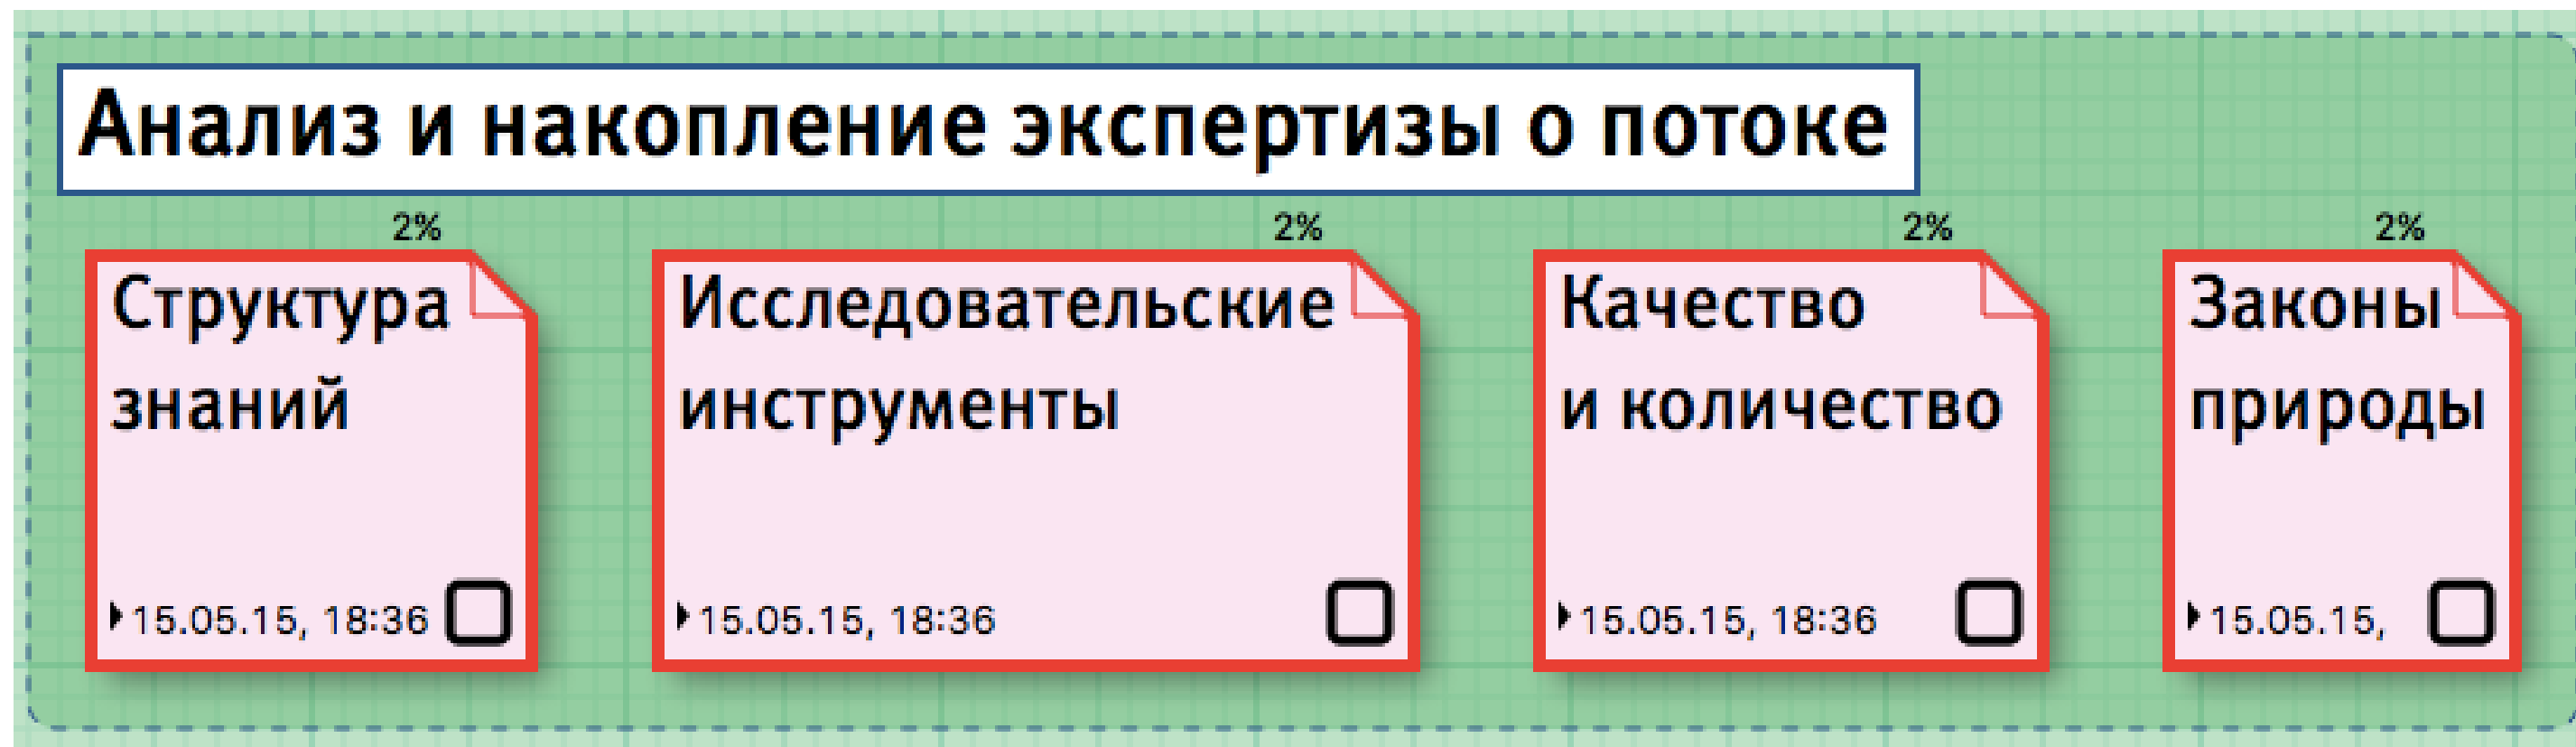 Анализ и накопление экспертизы о потоке
2% 2% 2% 2%
Структура Исследовательские Качество Законы
знаний инструменты и количество природы
15.05.15, 18:36 15.05.15, 18:36 15.05.15, 18:36 15.05.15,